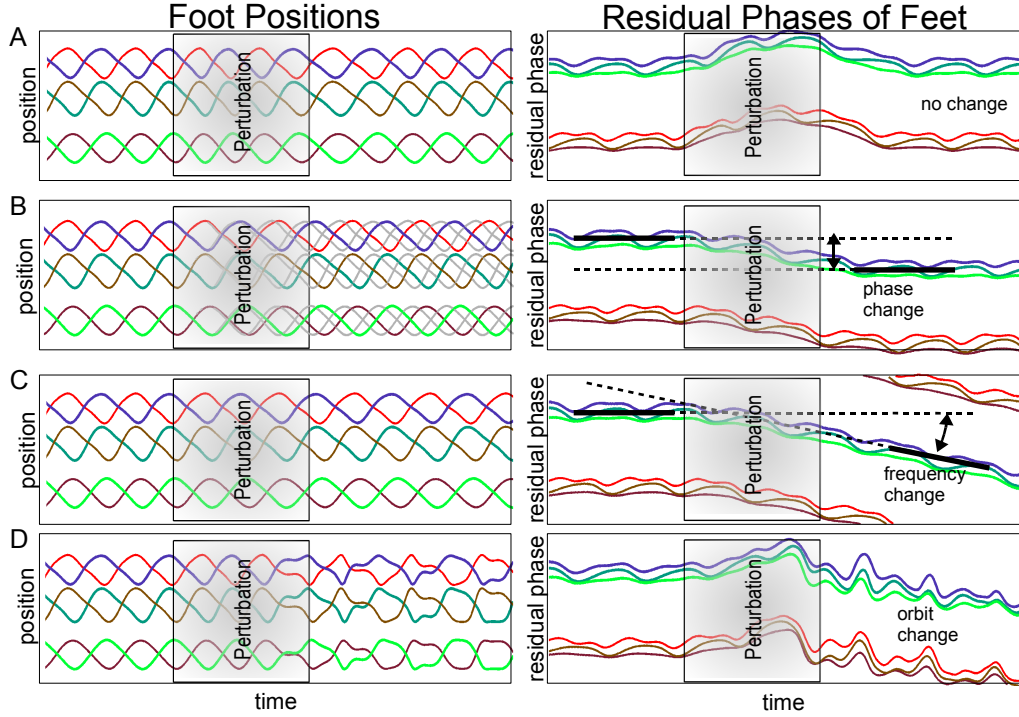 Foot Positions
Residual Phases of Feet
A
position
Perturbation
residual phase
Perturbation
no change
B
position
Perturbation
residual phase
Perturbation
phase
change
C
position
Perturbation
residual phase
Perturbation
frequency
change
D
position
Perturbation
residual phase
Perturbation
orbit
change
time
time